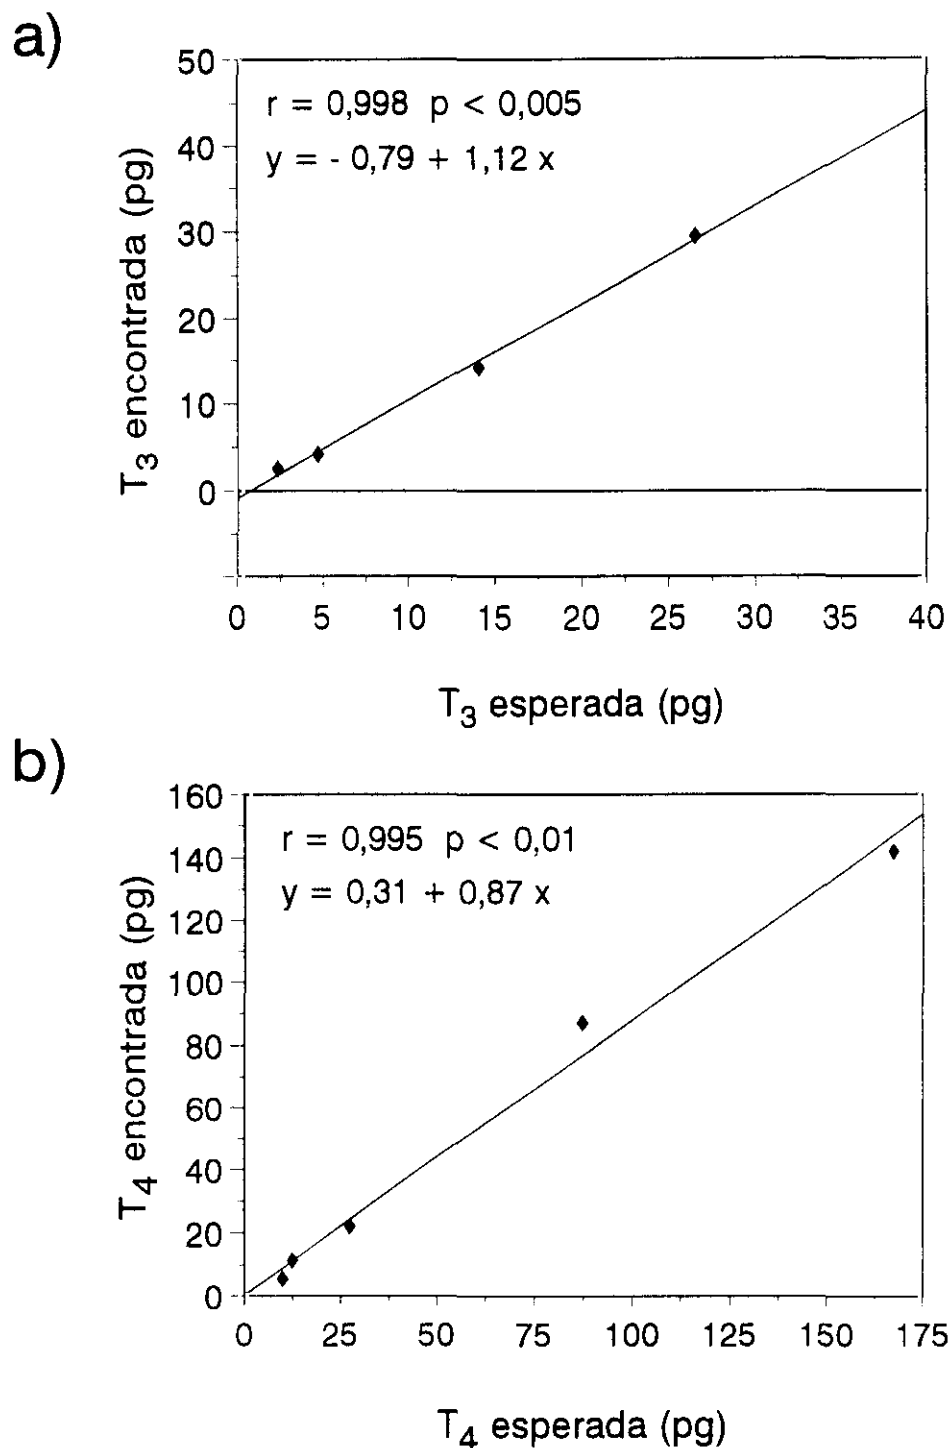 a)
50
40
30
20
10
0
r = 0,998 p < 0,005
y = - 0,79 + 1,12 x
T3 encontrada (pg)
0 5 10 15 20 25 30 35 40
T3 esperada (pg)
b)
160
140
120
100
80
60
40
20
0
r = 0,995 p < 0,01
y = 0,31 + 0,87 x
T4 encontrada (pg)
0 25 50 75 100 125 150 175
T4 esperada (pg)